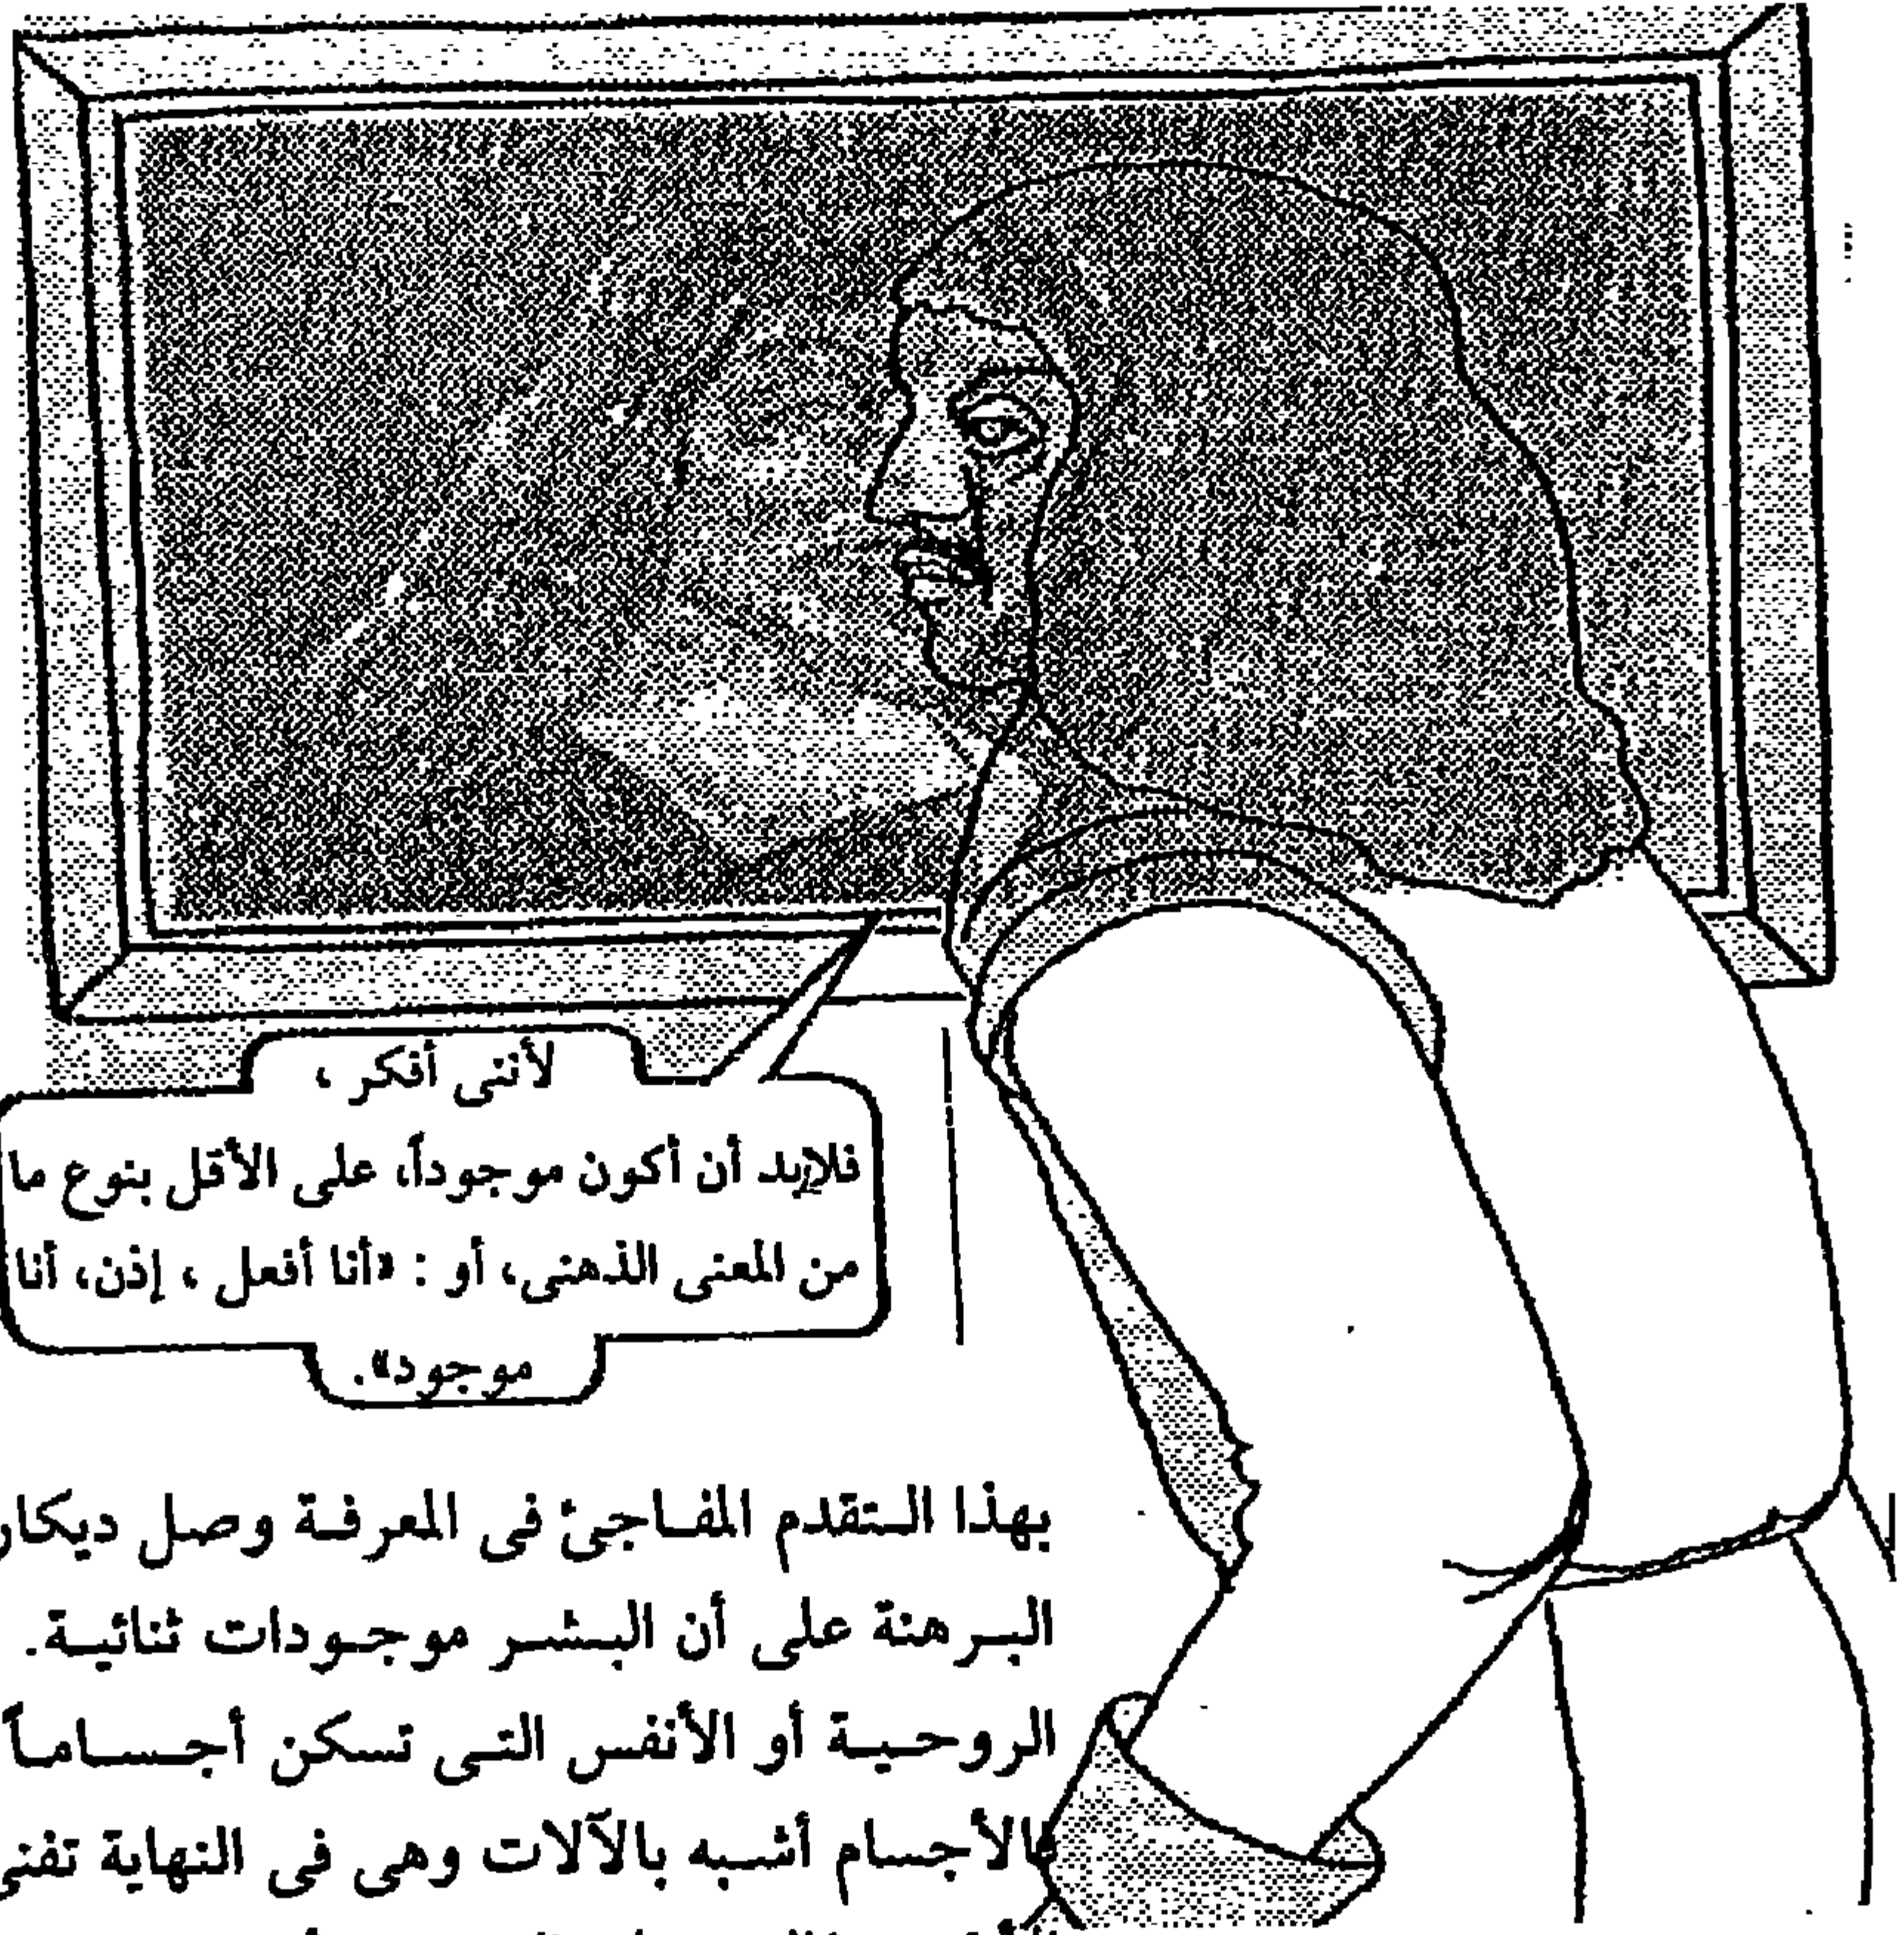 لأننى أفكر ،
فلابد أن أكون موجوداً، على الأقل بنوع ما
من المعنى الذهنى، أو : «أنا أفعل ، إذن، أنا
موجود».
بهذا التقدم المفاجئ فى المعرفة وصل ديكار
البرهنة على أن البشر موجودات ثنائية.
الروحية أو الأنفس التى تسكن أجساماً
فالأجسام أشبه بالآلات وهى فى النهاية تفنى